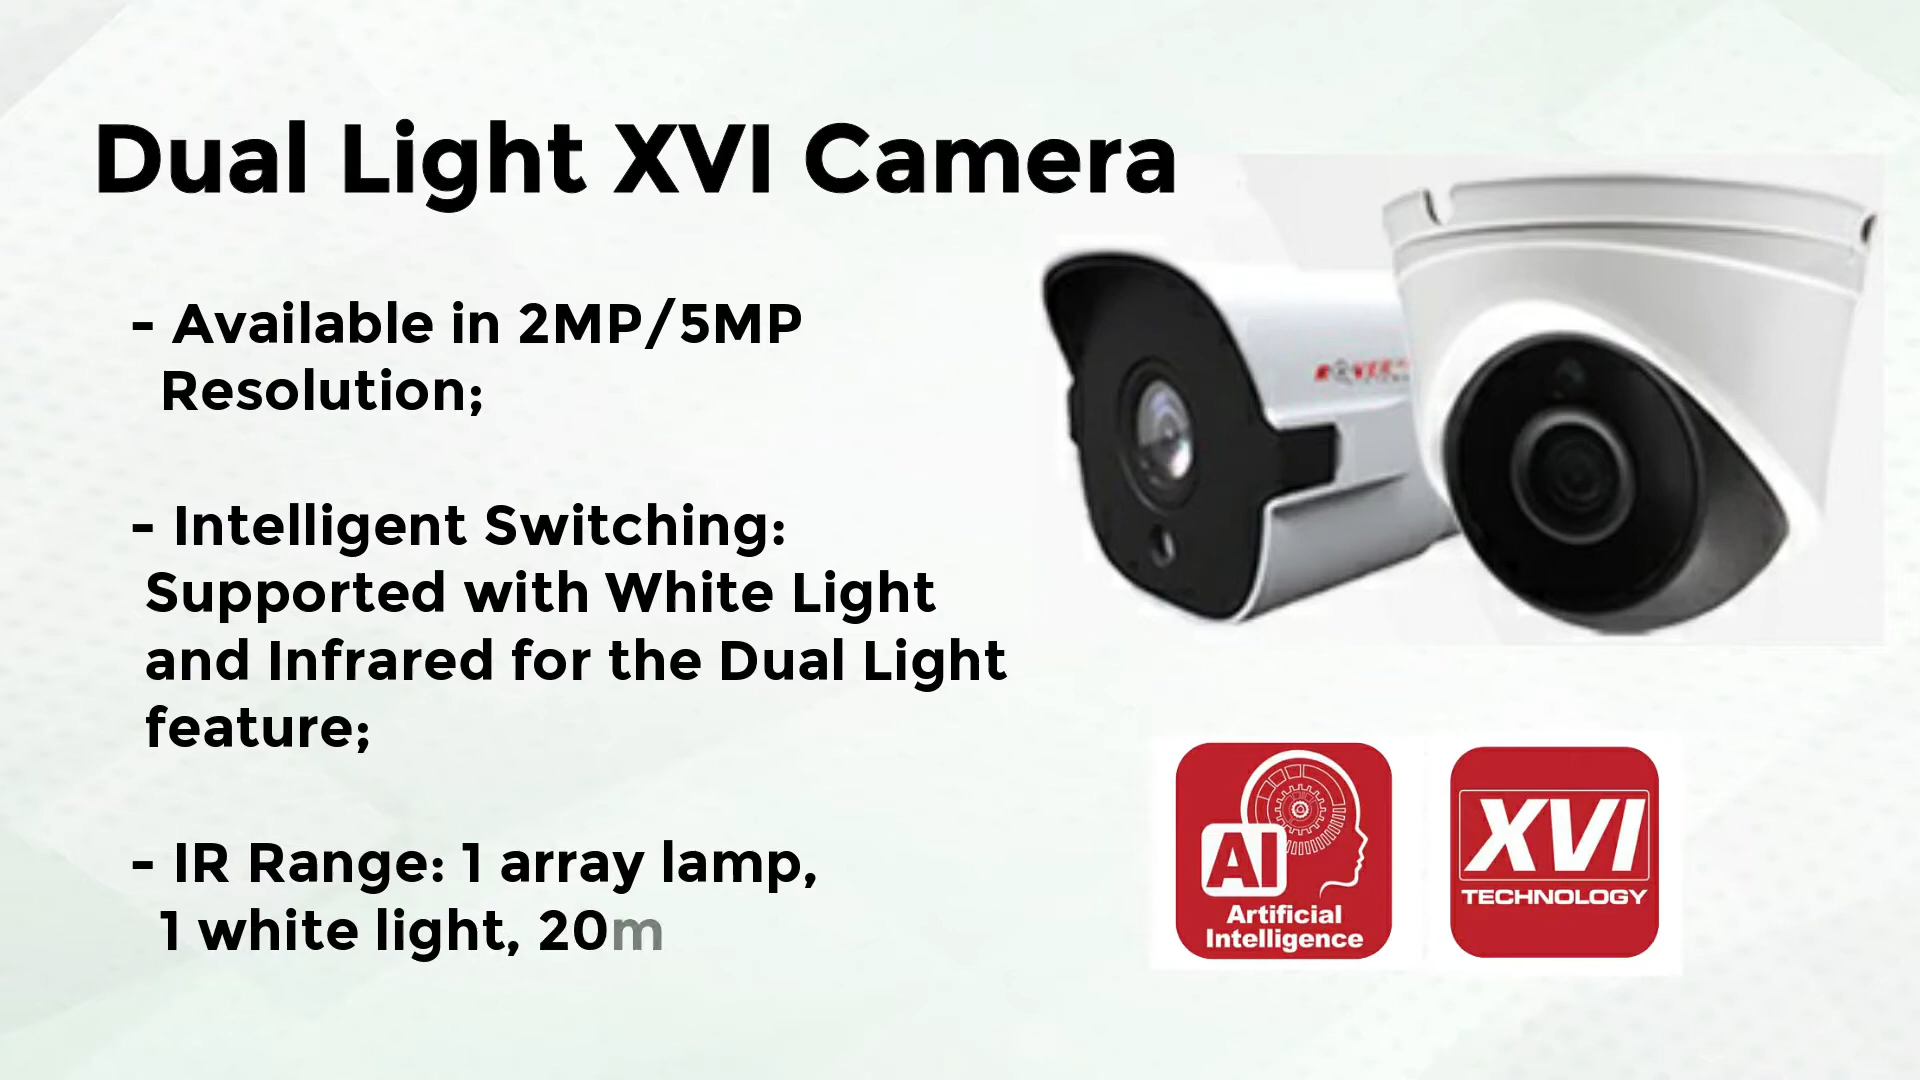 Dual Light XVI Camera
- Available in 2MP/5MP
Resolution;
- Intelligent Switching:
Supported with White Light
and Infrared for the Dual Light
feature;
- IR Range: 1 array lamp,
1 white light, 20m
AI
Artificial
Intelligence
XVI
TECHNOLOGY